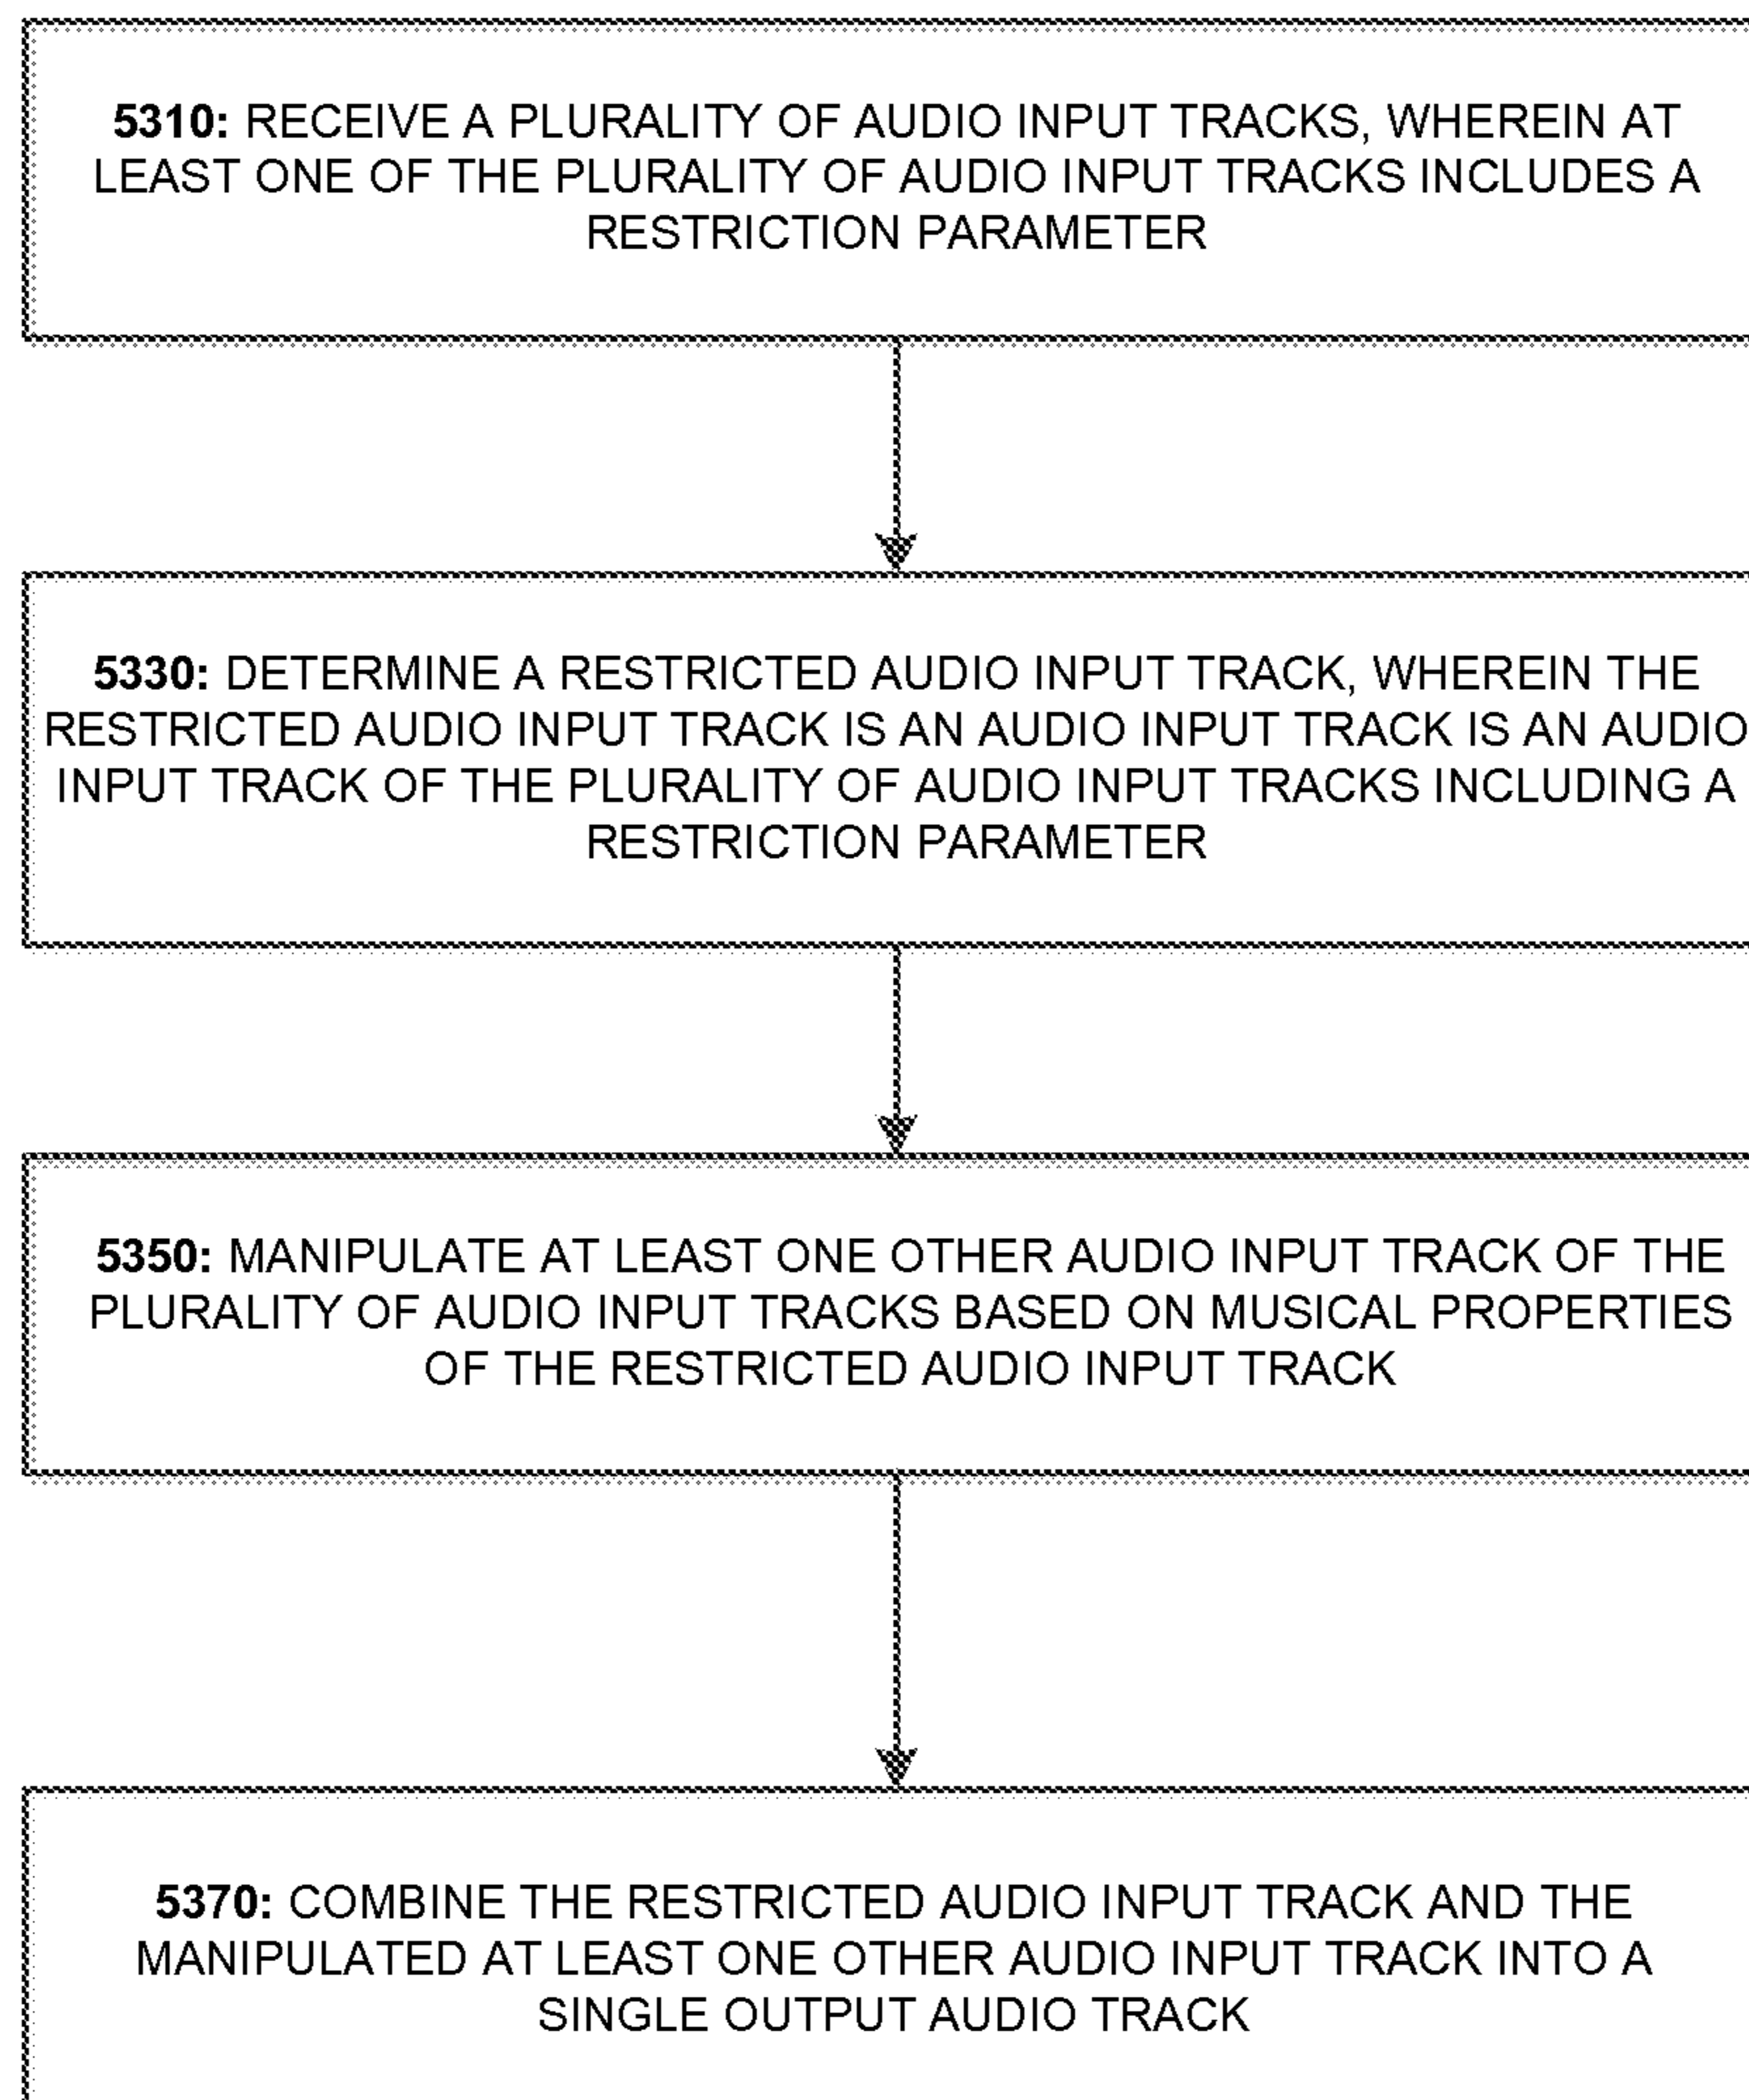 5310: RECEIVE A PLURALITY OF AUDIO INPUT TRACKS, WHEREIN AT
LEAST ONE OF THE PLURALITY OF AUDIO INPUT TRACKS INCLUDES A
RESTRICTION PARAMETER
5330: DETERMINE A RESTRICTED AUDIO INPUT TRACK, WHEREIN THE
RESTRICTED AUDIO INPUT TRACK IS AN AUDIO INPUT TRACK IS AN AUDIO
INPUT TRACK OF THE PLURALITY OF AUDIO INPUT TRACKS INCLUDING A
RESTRICTION PARAMETER
5350: MANIPULATE AT LEAST ONE OTHER AUDIO INPUT TRACK OF THE
PLURALITY OF AUDIO INPUT TRACKS BASED ON MUSICAL PROPERTIES
OF THE RESTRICTED AUDIO INPUT TRACK
5370: COMBINE THE RESTRICTED AUDIO INPUT TRACK AND THE
MANIPULATED AT LEAST ONE OTHER AUDIO INPUT TRACK INTO A
SINGLE OUTPUT AUDIO TRACK